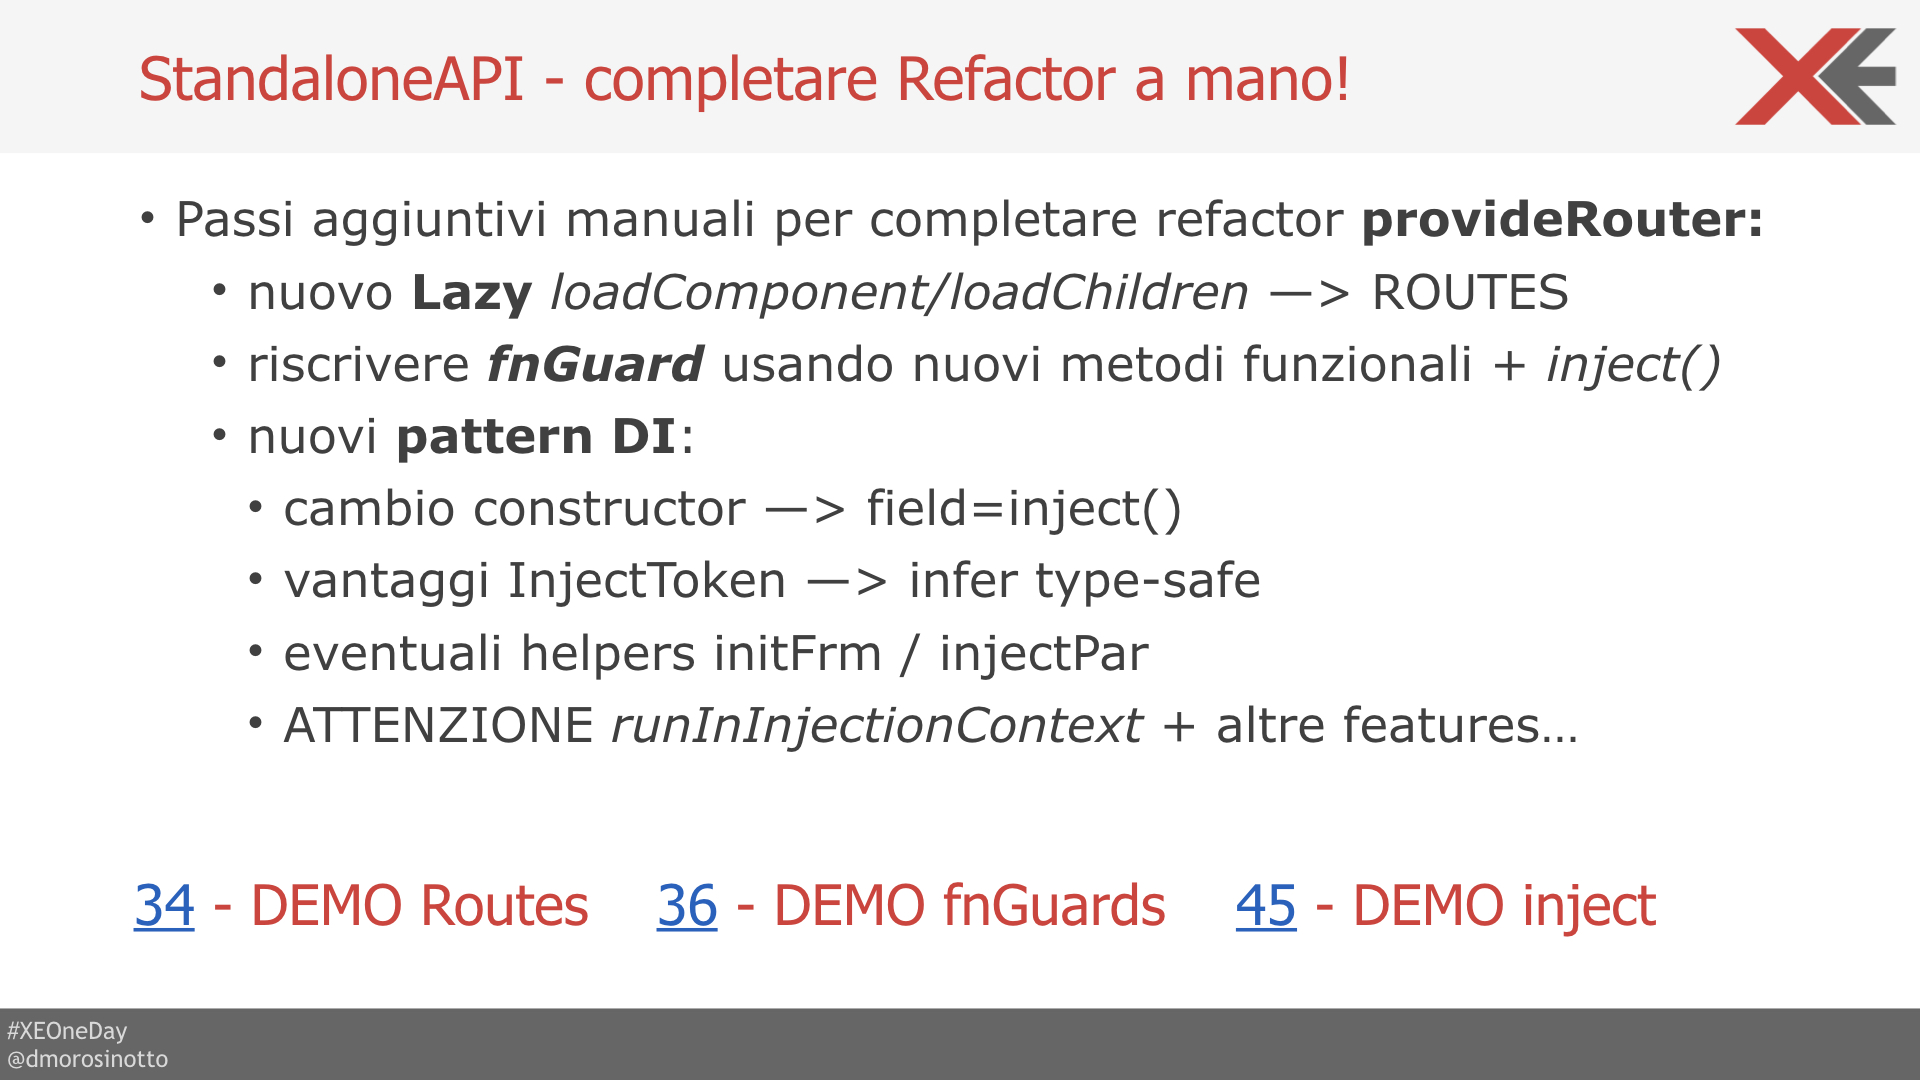 StandaloneAPI - completare Refactor a mano!
XE
• Passi aggiuntivi manuali per completare refactor provideRouter:
• nuovo Lazy loadComponent/loadChildren —> ROUTES
• riscrivere fnGuard usando nuovi metodi funzionali + inject()
• nuovi pattern DI:
• cambio constructor —> field=inject()
• vantaggi InjectToken —> infer type-safe
• eventuali helpers initFrm / injectPar
• ATTENZIONE runInInjectionContext + altre features…
34 - DEMO Routes 36 - DEMO fnGuards 45 - DEMO inject
#XEOneDay
@dmorosinotto